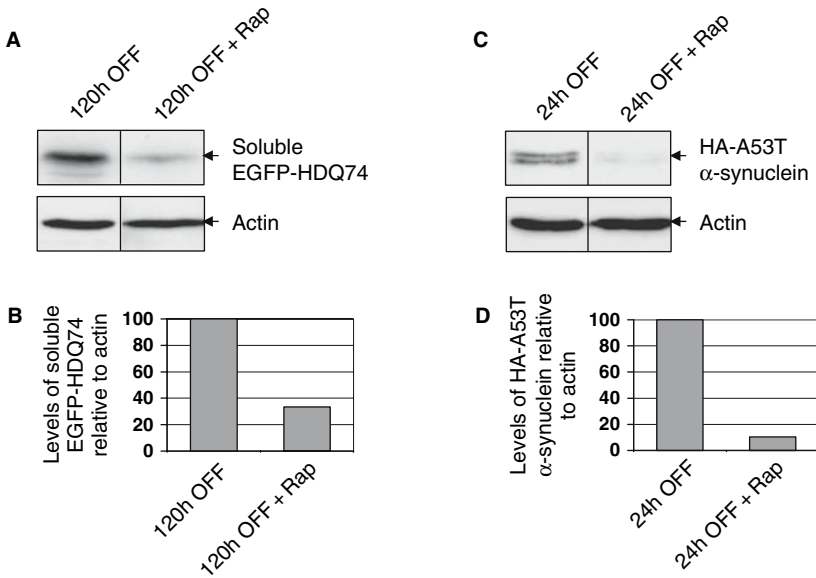 A
120h OFF
120h OFF + Rap
Soluble
EGFP-HDQ74
Actin
B
Levels of soluble
EGFP-HDQ74
relative to actin
100
80
60
40
20
0
120h OFF
120h OFF + Rap
C
24h OFF
24h OFF + Rap
HA-A53T
α-synuclein
Actin
D
Levels of HA-A53T
α-synuclein relative
to actin
100
80
60
40
20
0
24h OFF
24h OFF + Rap